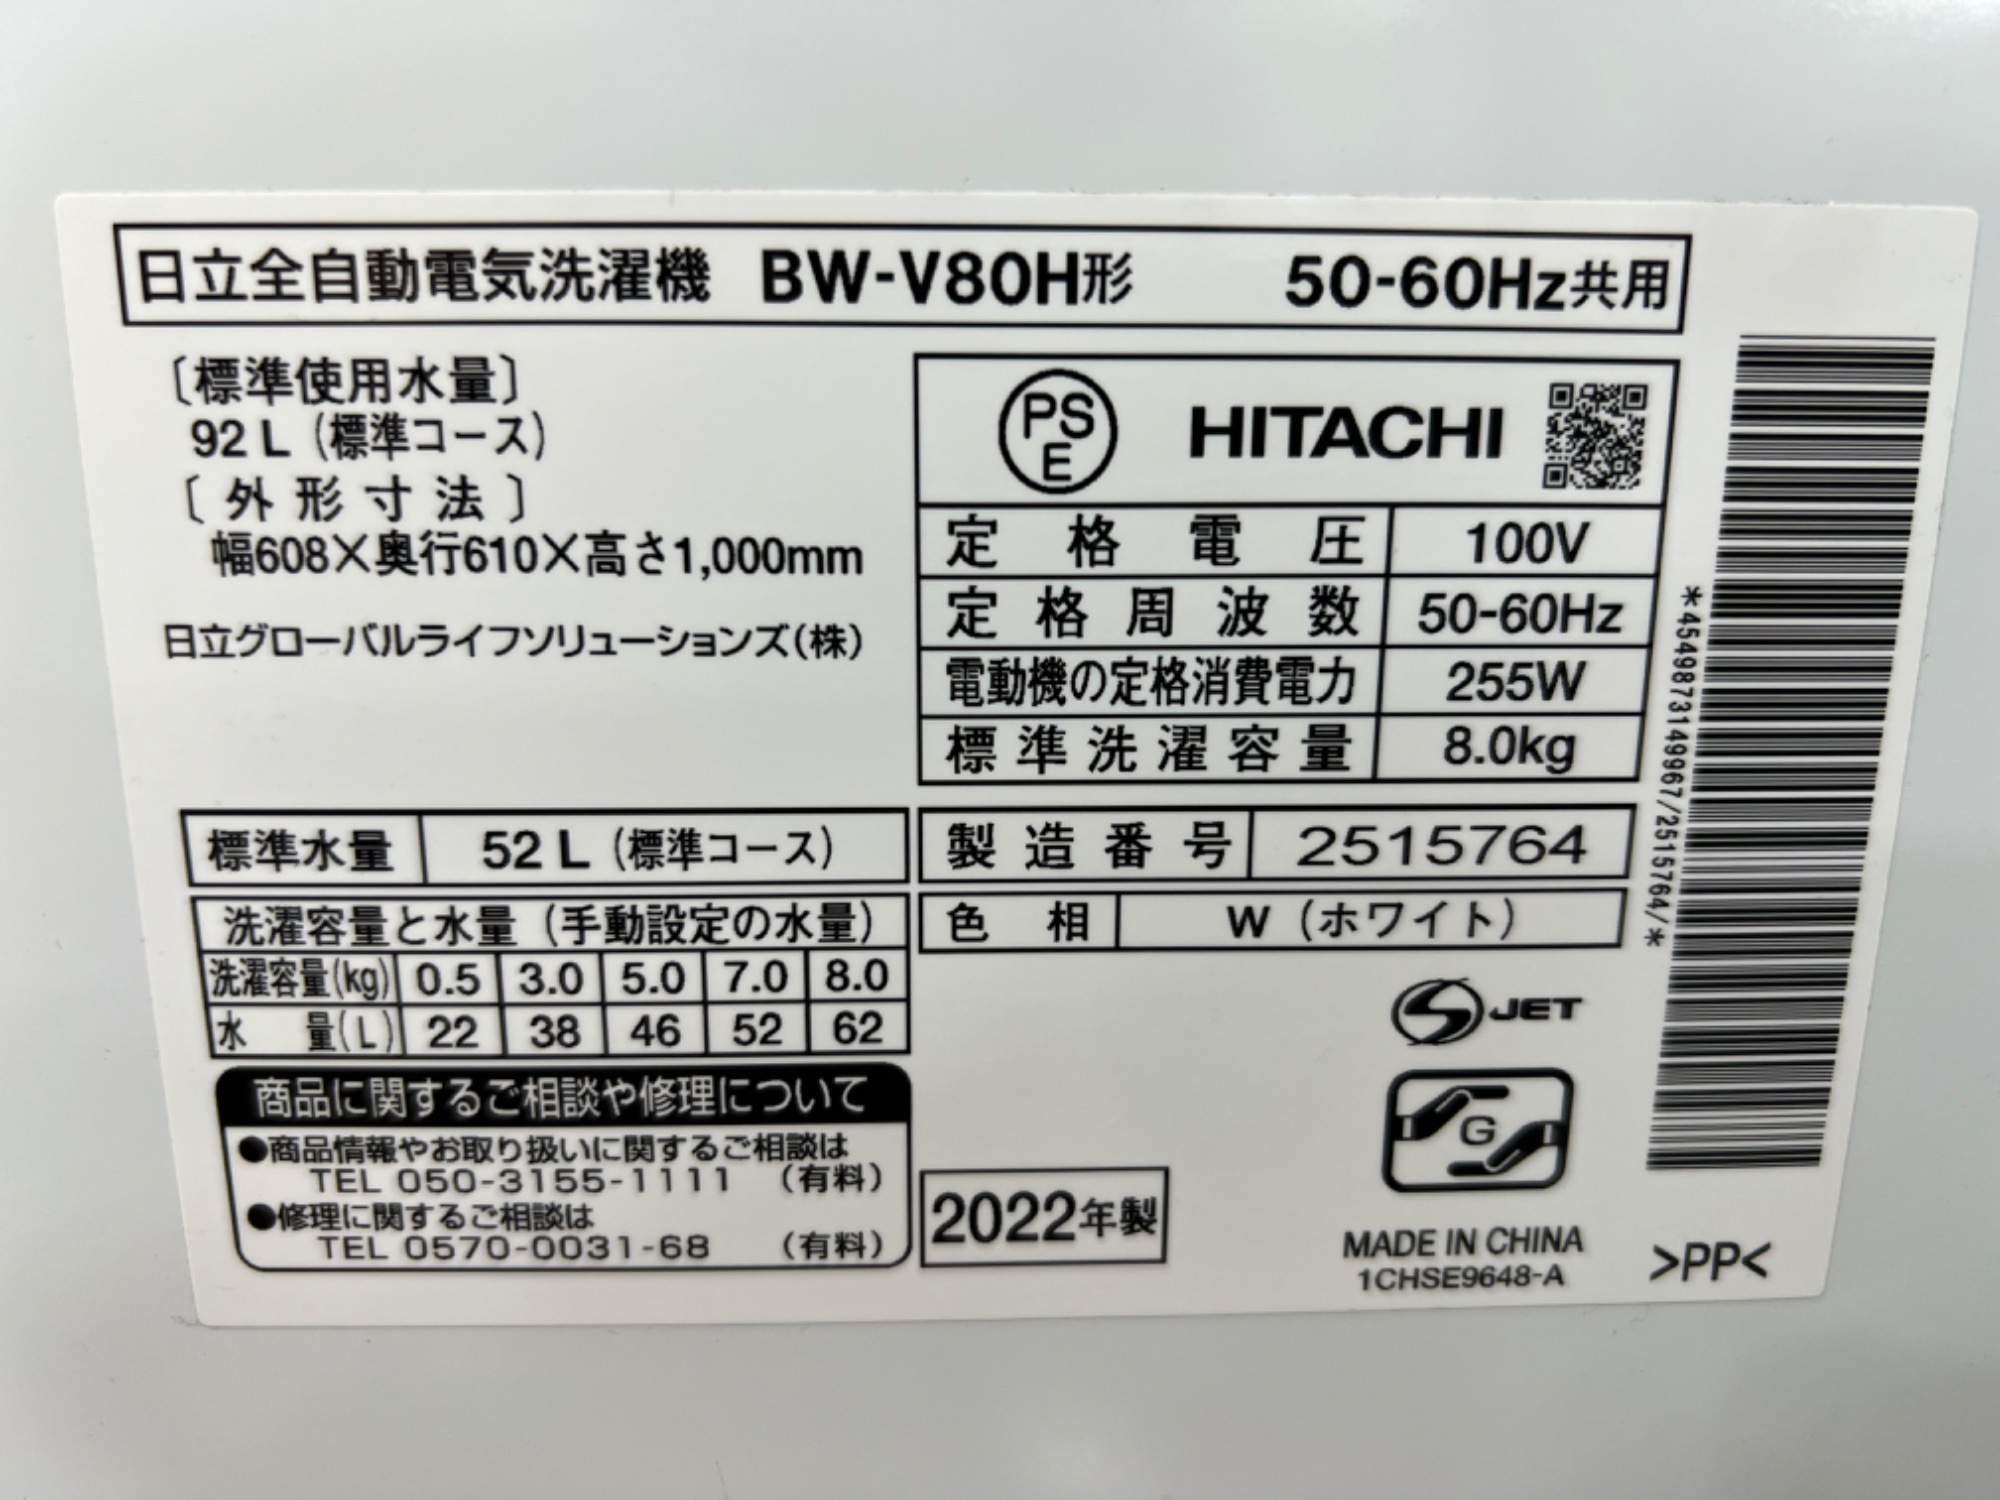 日立全自動電気洗濯機 BW-V80H形 50-60Hz共用
〔標準使用水量〕
92 L (標準コース)
〔外形寸法〕
幅608×奥行610×高さ1,000mm
日立グローバルライフソリューションズ(株)
PS
E
HITACHI
定格電圧 100V
定格周波数 50-60Hz
電動機の定格消費電力 255W
標準洗濯容量 8.0kg
標準水量 52 L (標準コース)
洗濯容量と水量 (手動設定の水量)
洗濯容量(kg) 0.5 3.0 5.0 7.0 8.0
水量(L) 22 38 46 52 62
商品に関するご相談や修理について
●商品情報やお取り扱いに関するご相談は
TEL 050-3155-1111 (有料)
●修理に関するご相談は
TEL 0570-0031-68 (有料)
製造番号 2515764
色相 W (ホワイト)
S JET
G
2022年製
MADE IN CHINA
1CHSE9648-A
>PP<
*4549873149967/2515764/*